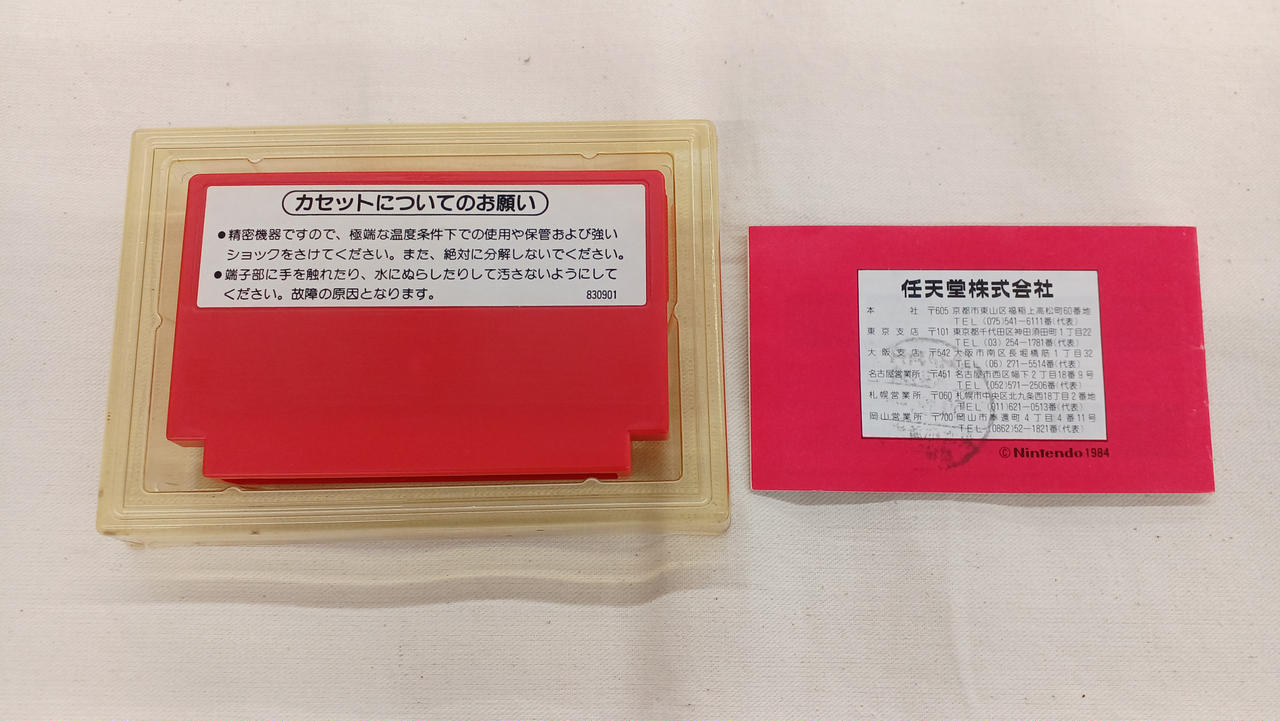 カセットについてのお願い
●精密機器ですので、極端な温度条件下での使用や保管および強い
ショックをさけてください。また、絶対に分解しないでください。
●端子部に手を触れたり、水にぬらしたりして汚さないようにして
ください。故障の原因となります。
830901
任天堂株式会社
本 社 〒605 京都市東山区福稲上高松町60番地
TEL (075)541-6111番(代表)
東京支店 〒101 東京都千代田区神田須田町1丁目22
TEL (03) 254-1781番(代表)
大阪支店 〒542 大阪市南区長堀橋筋1丁目32
TEL (06) 271-5514番(代表)
名古屋営業所 〒451 名古屋市西区幅下2丁目18番9号
TEL (052)571-2506番(代表)
札幌営業所 〒060 札幌市中央区北九条西18丁目2番地
TEL (011)621-0513番(代表)
岡山営業所 〒700 岡山市奉還町4丁目4番11号
TEL (0862)52-1821番(代表)
©Nintendo 1984